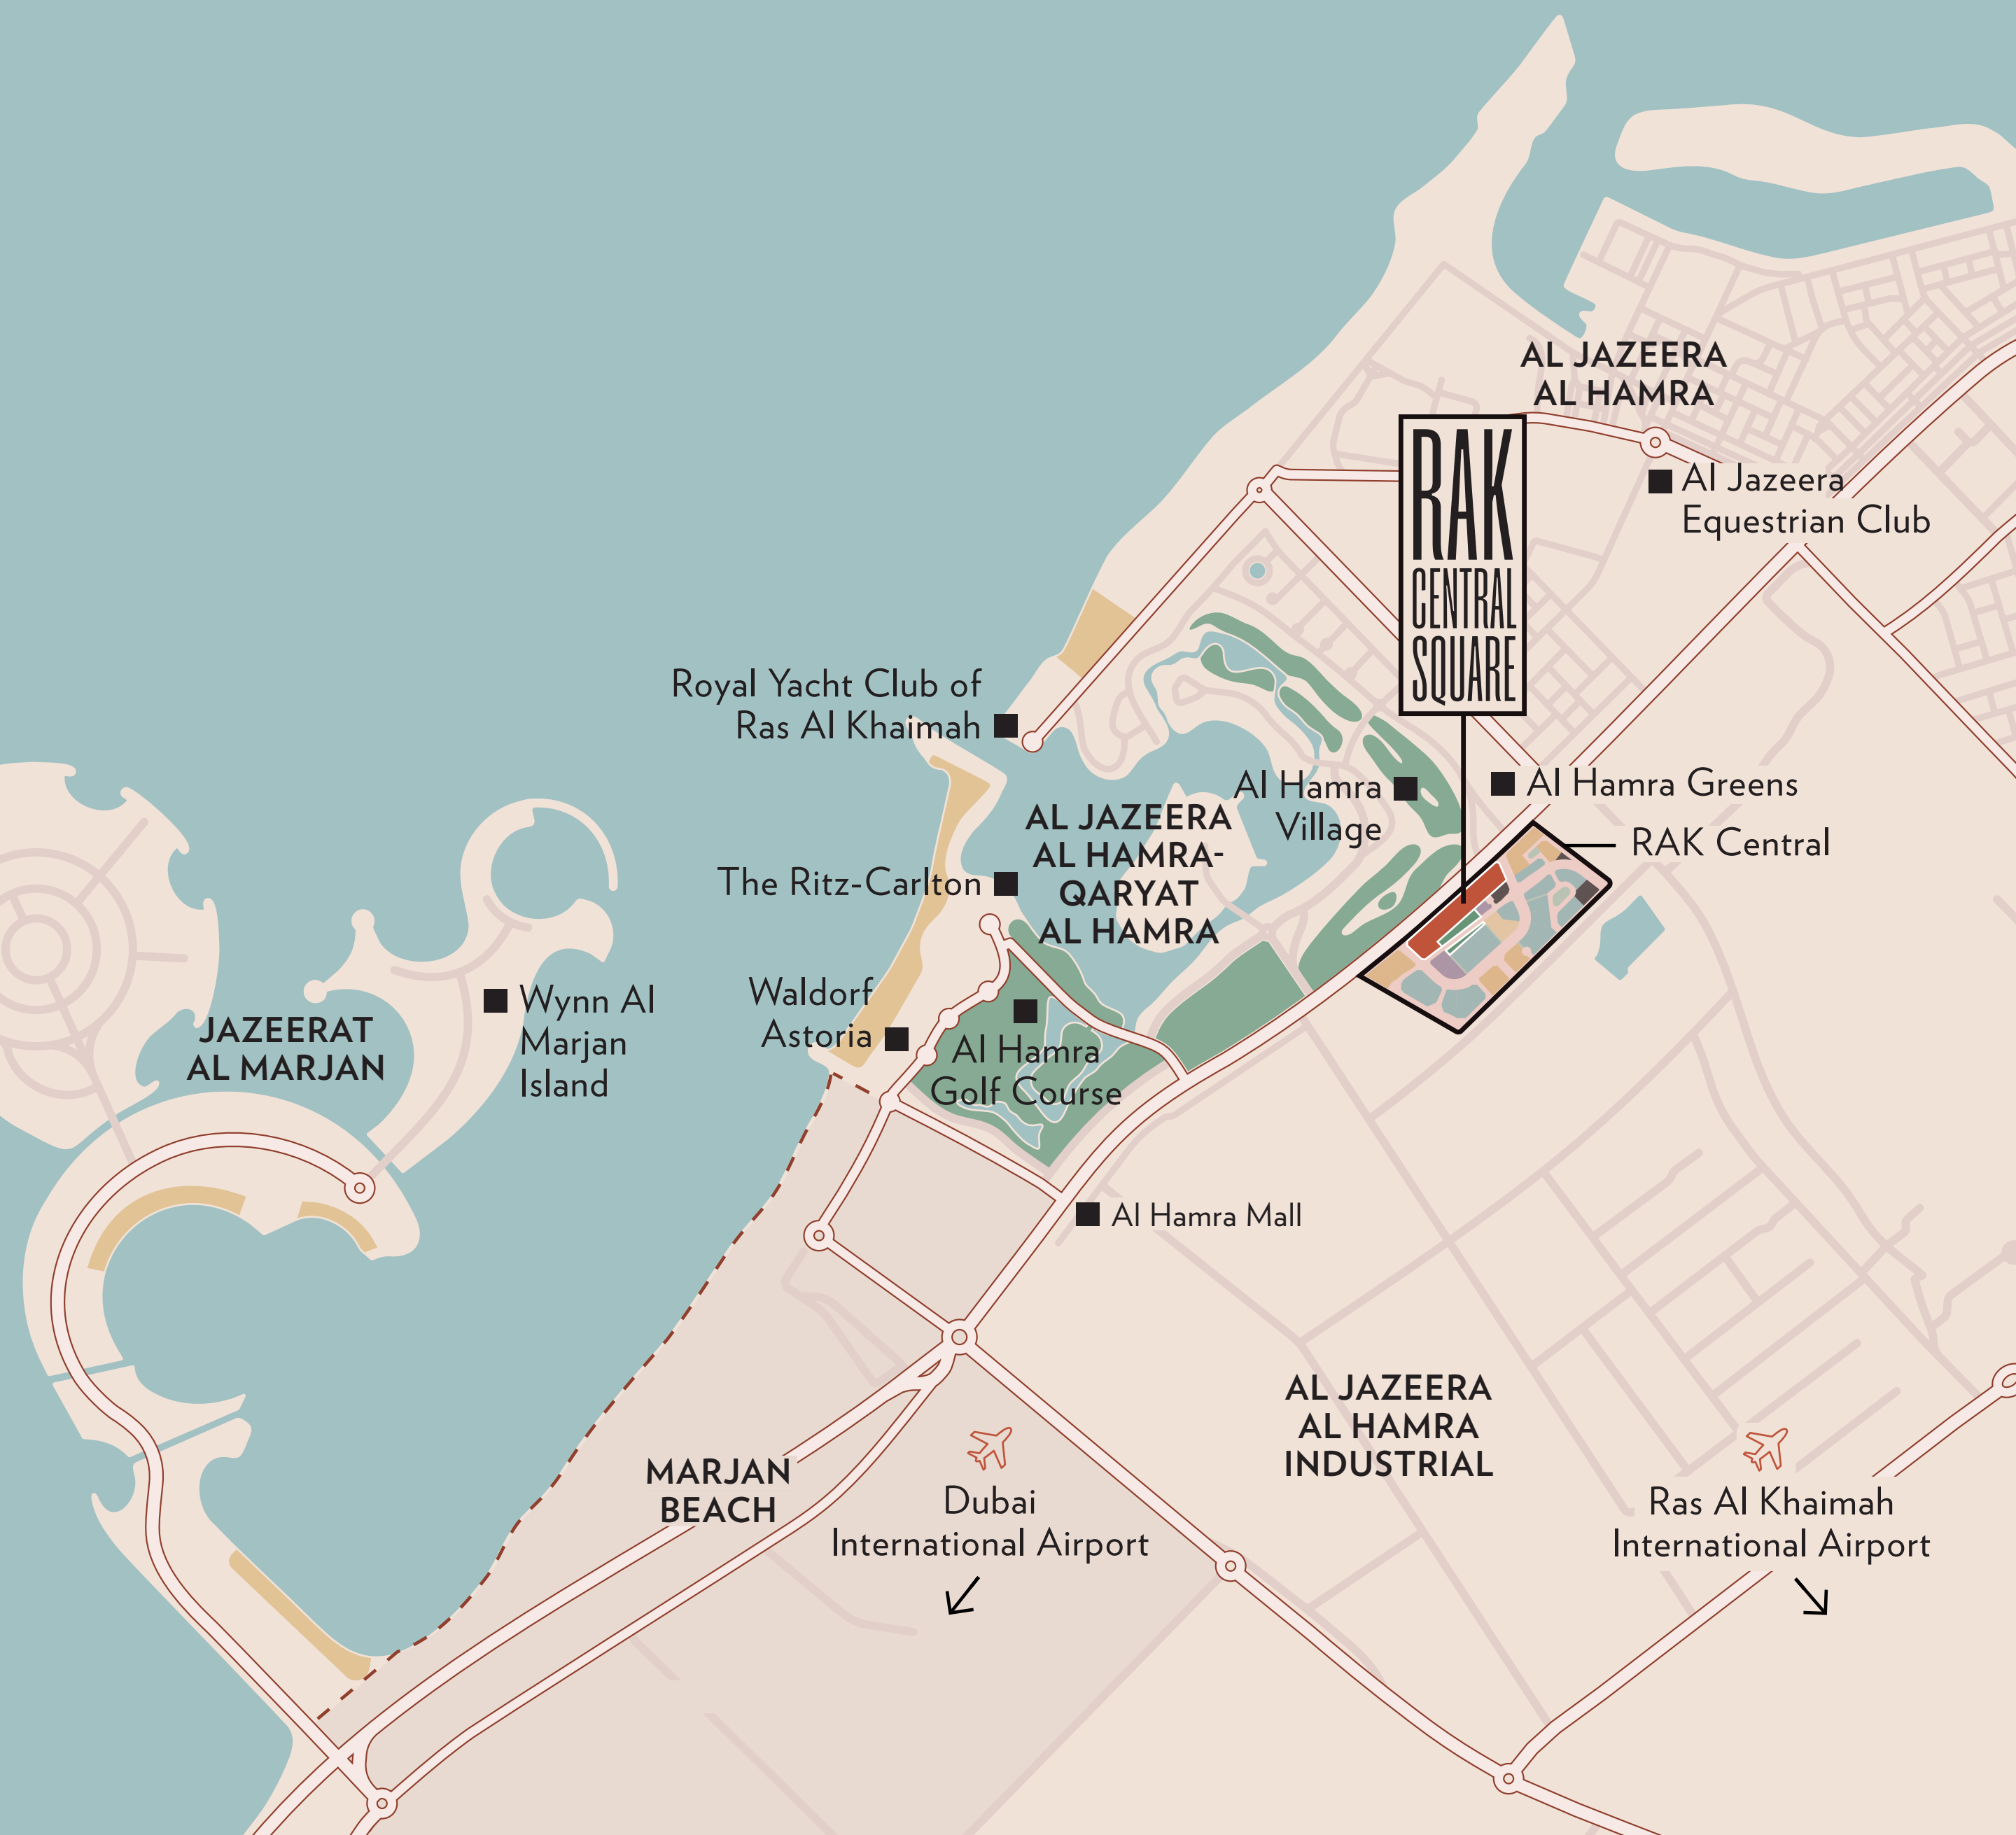 AL JAZEERA
AL HAMRA
RAK
CENTRAL
SQUARE
Al Jazeera
Equestrian Club
Royal Yacht Club of
Ras Al Khaimah
Al Hamra
Village
Al Hamra Greens
RAK Central
AL JAZEERA
AL HAMRA-
QARYAT
AL HAMRA
The Ritz-Carlton
Waldorf
Astoria
Wynn Al
Marjan
Island
JAZEERAT
AL MARJAN
Al Hamra
Golf Course
Al Hamra Mall
AL JAZEERA
AL HAMRA
INDUSTRIAL
MARJAN
BEACH
Dubai
International Airport
Ras Al Khaimah
International Airport